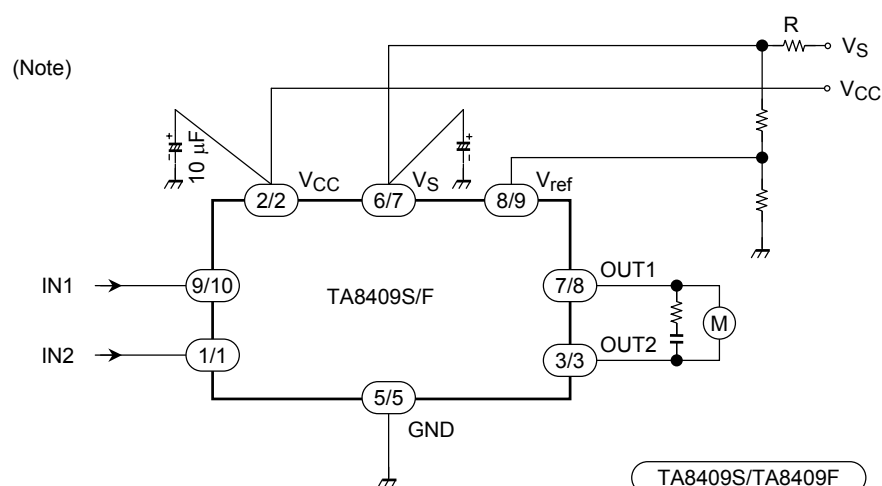 R
VS
(Note)
VCC
10 μF
+
−
+
−
VCC
VS
Vref
2/2
6/7
8/9
IN1
9/10
TA8409S/F
7/8
OUT1
M
IN2
1/1
3/3
OUT2
5/5
GND
TA8409S/TA8409F